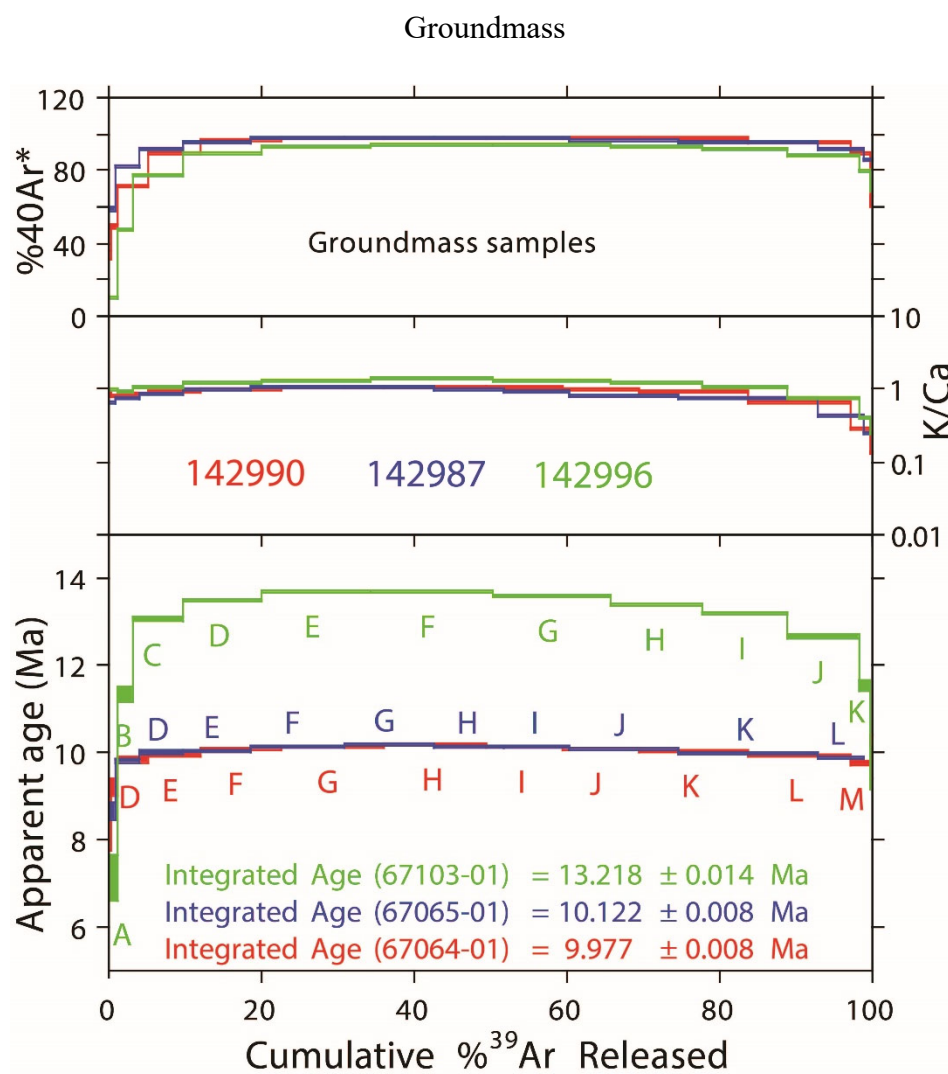 Groundmass
120
80
40
0
%40Ar*
Groundmass samples
10
1
0.1
0.01
K/Ca
142990 142987 142996
14
12
10
8
6
Apparent age (Ma)
A B C D E F G H I J K
D E F G H I J K L
D E F G H I J K L M
Integrated Age (67103-01) = 13.218 ± 0.014 Ma
Integrated Age (67065-01) = 10.122 ± 0.008 Ma
Integrated Age (67064-01) = 9.977 ± 0.008 Ma
0 20 40 60 80 100
Cumulative %³⁹Ar Released